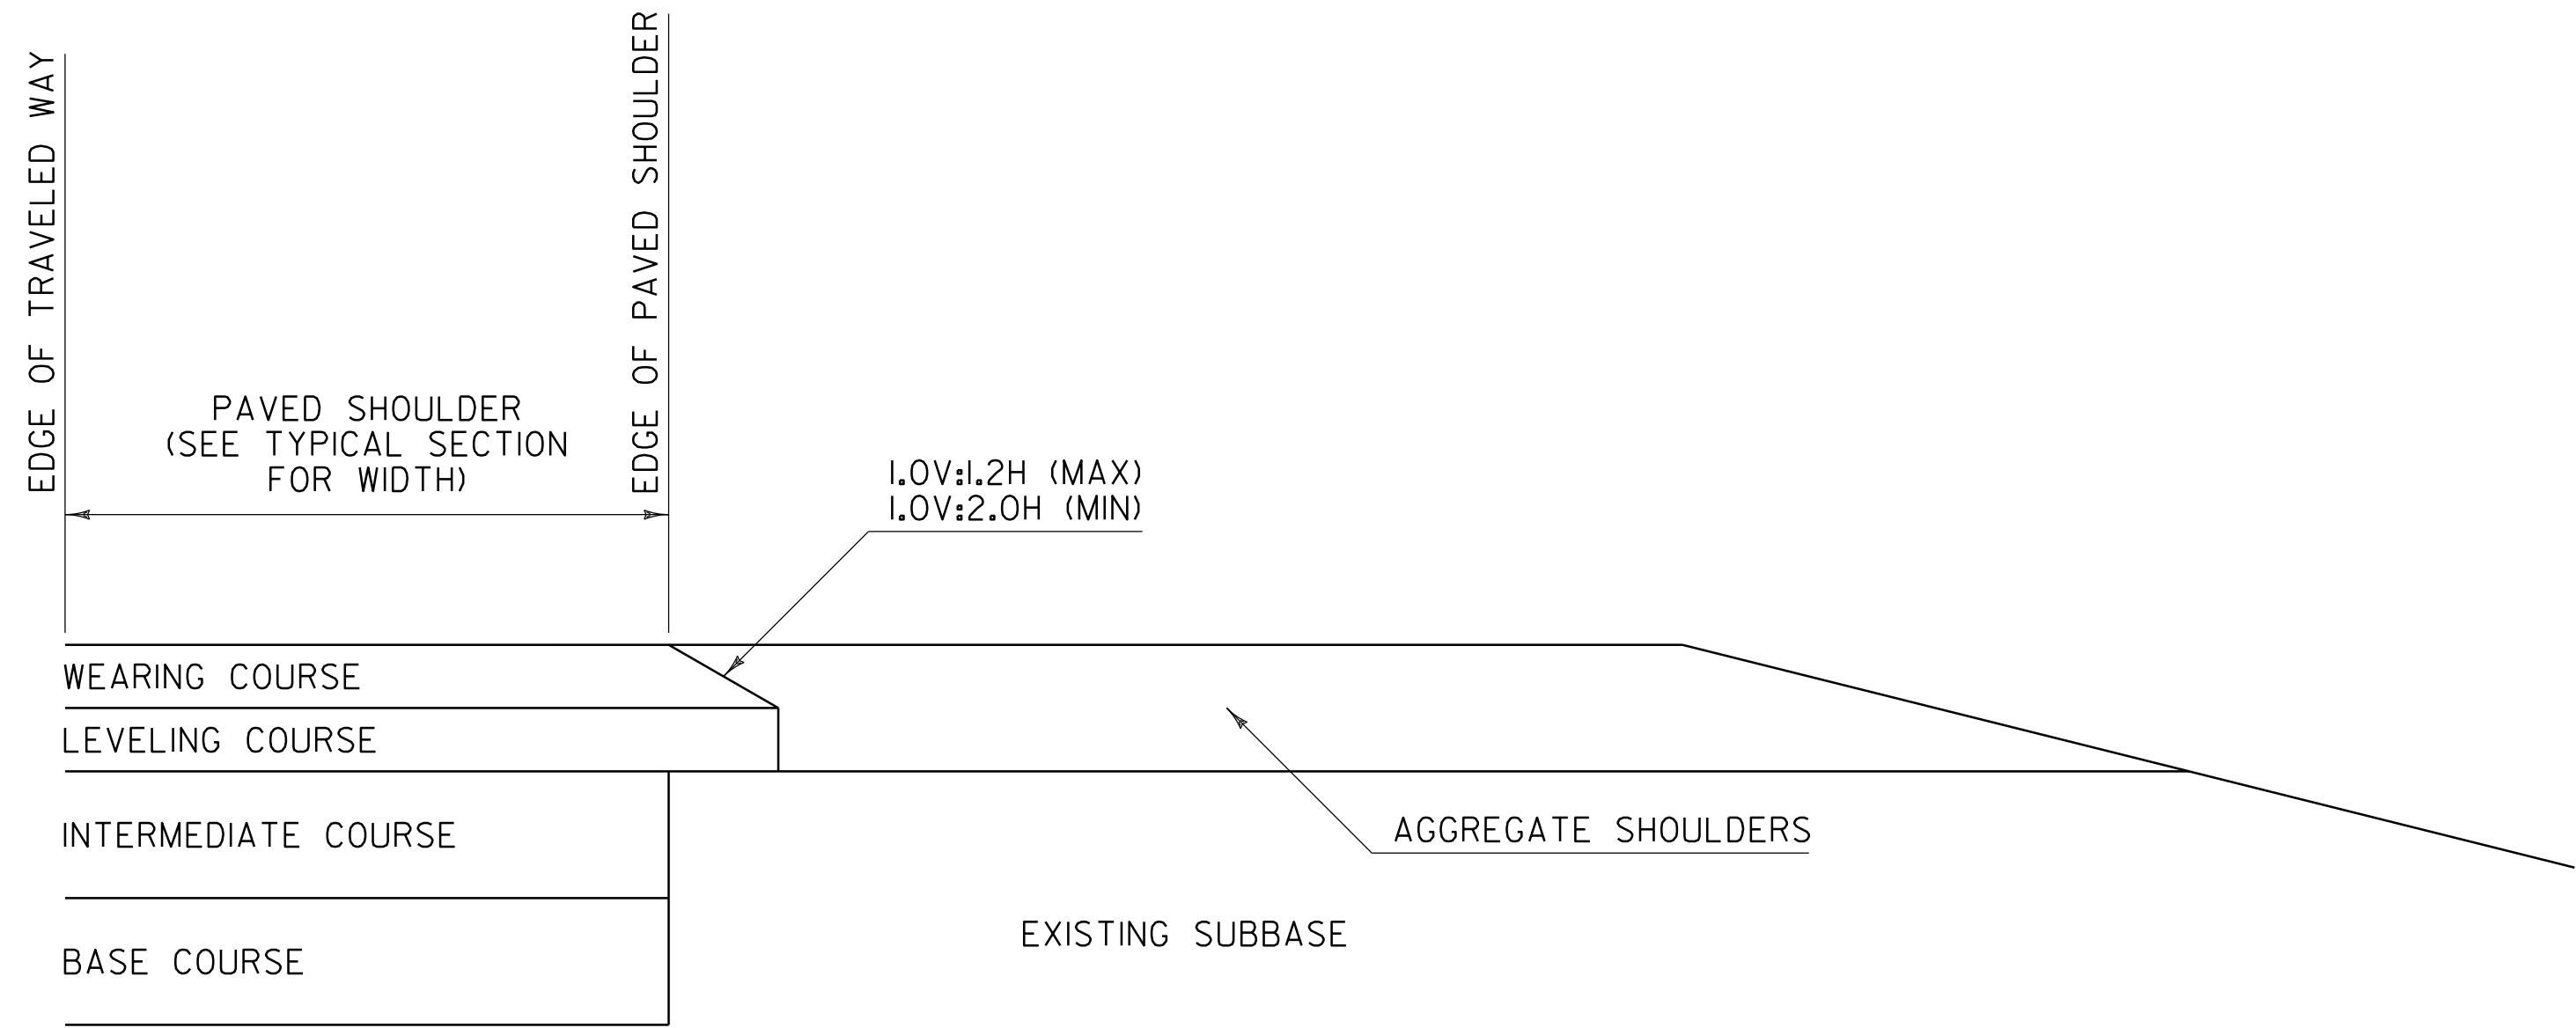 EDGE OF TRAVELED WAY
EDGE OF PAVED SHOULDER
PAVED SHOULDER
(SEE TYPICAL SECTION
FOR WIDTH)
1.0V:1.2H (MAX)
1.0V:2.0H (MIN)
WEARING COURSE
LEVELING COURSE
INTERMEDIATE COURSE
AGGREGATE SHOULDERS
EXISTING SUBBASE
BASE COURSE